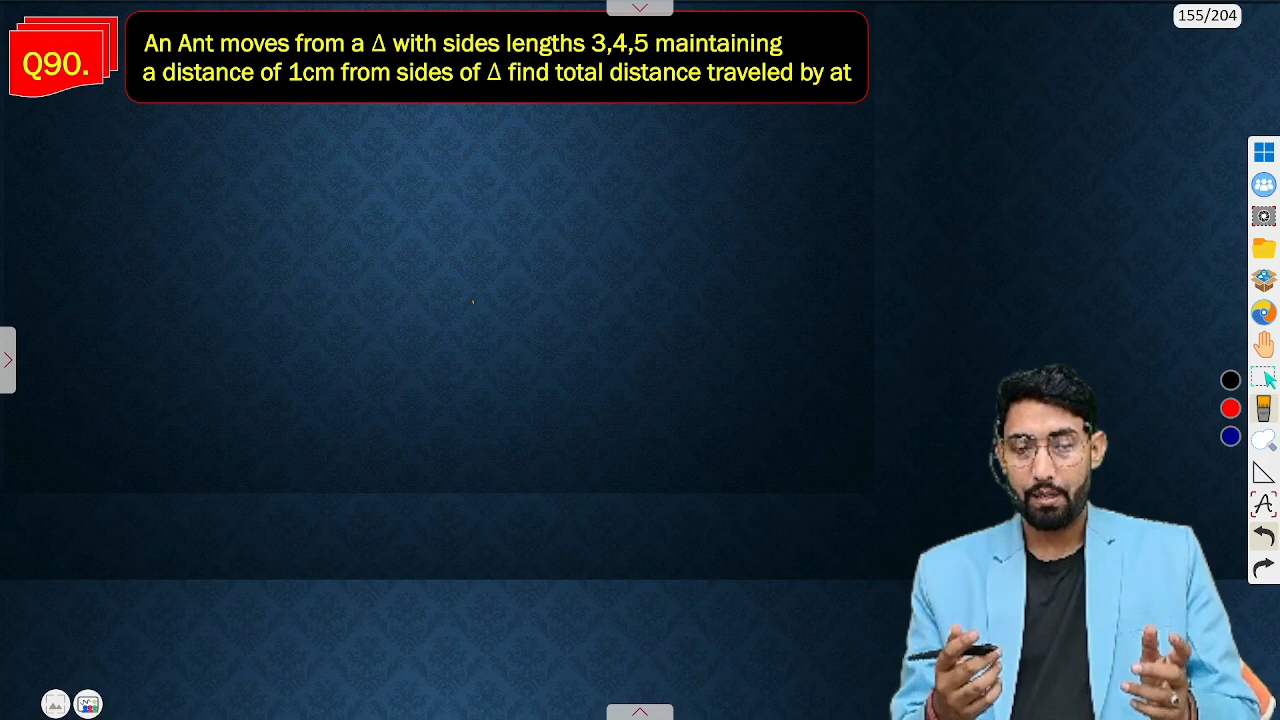 155/204
Q90.
An Ant moves from a Δ with sides lengths 3,4,5 maintaining
a distance of 1cm from sides of Δ find total distance traveled by at